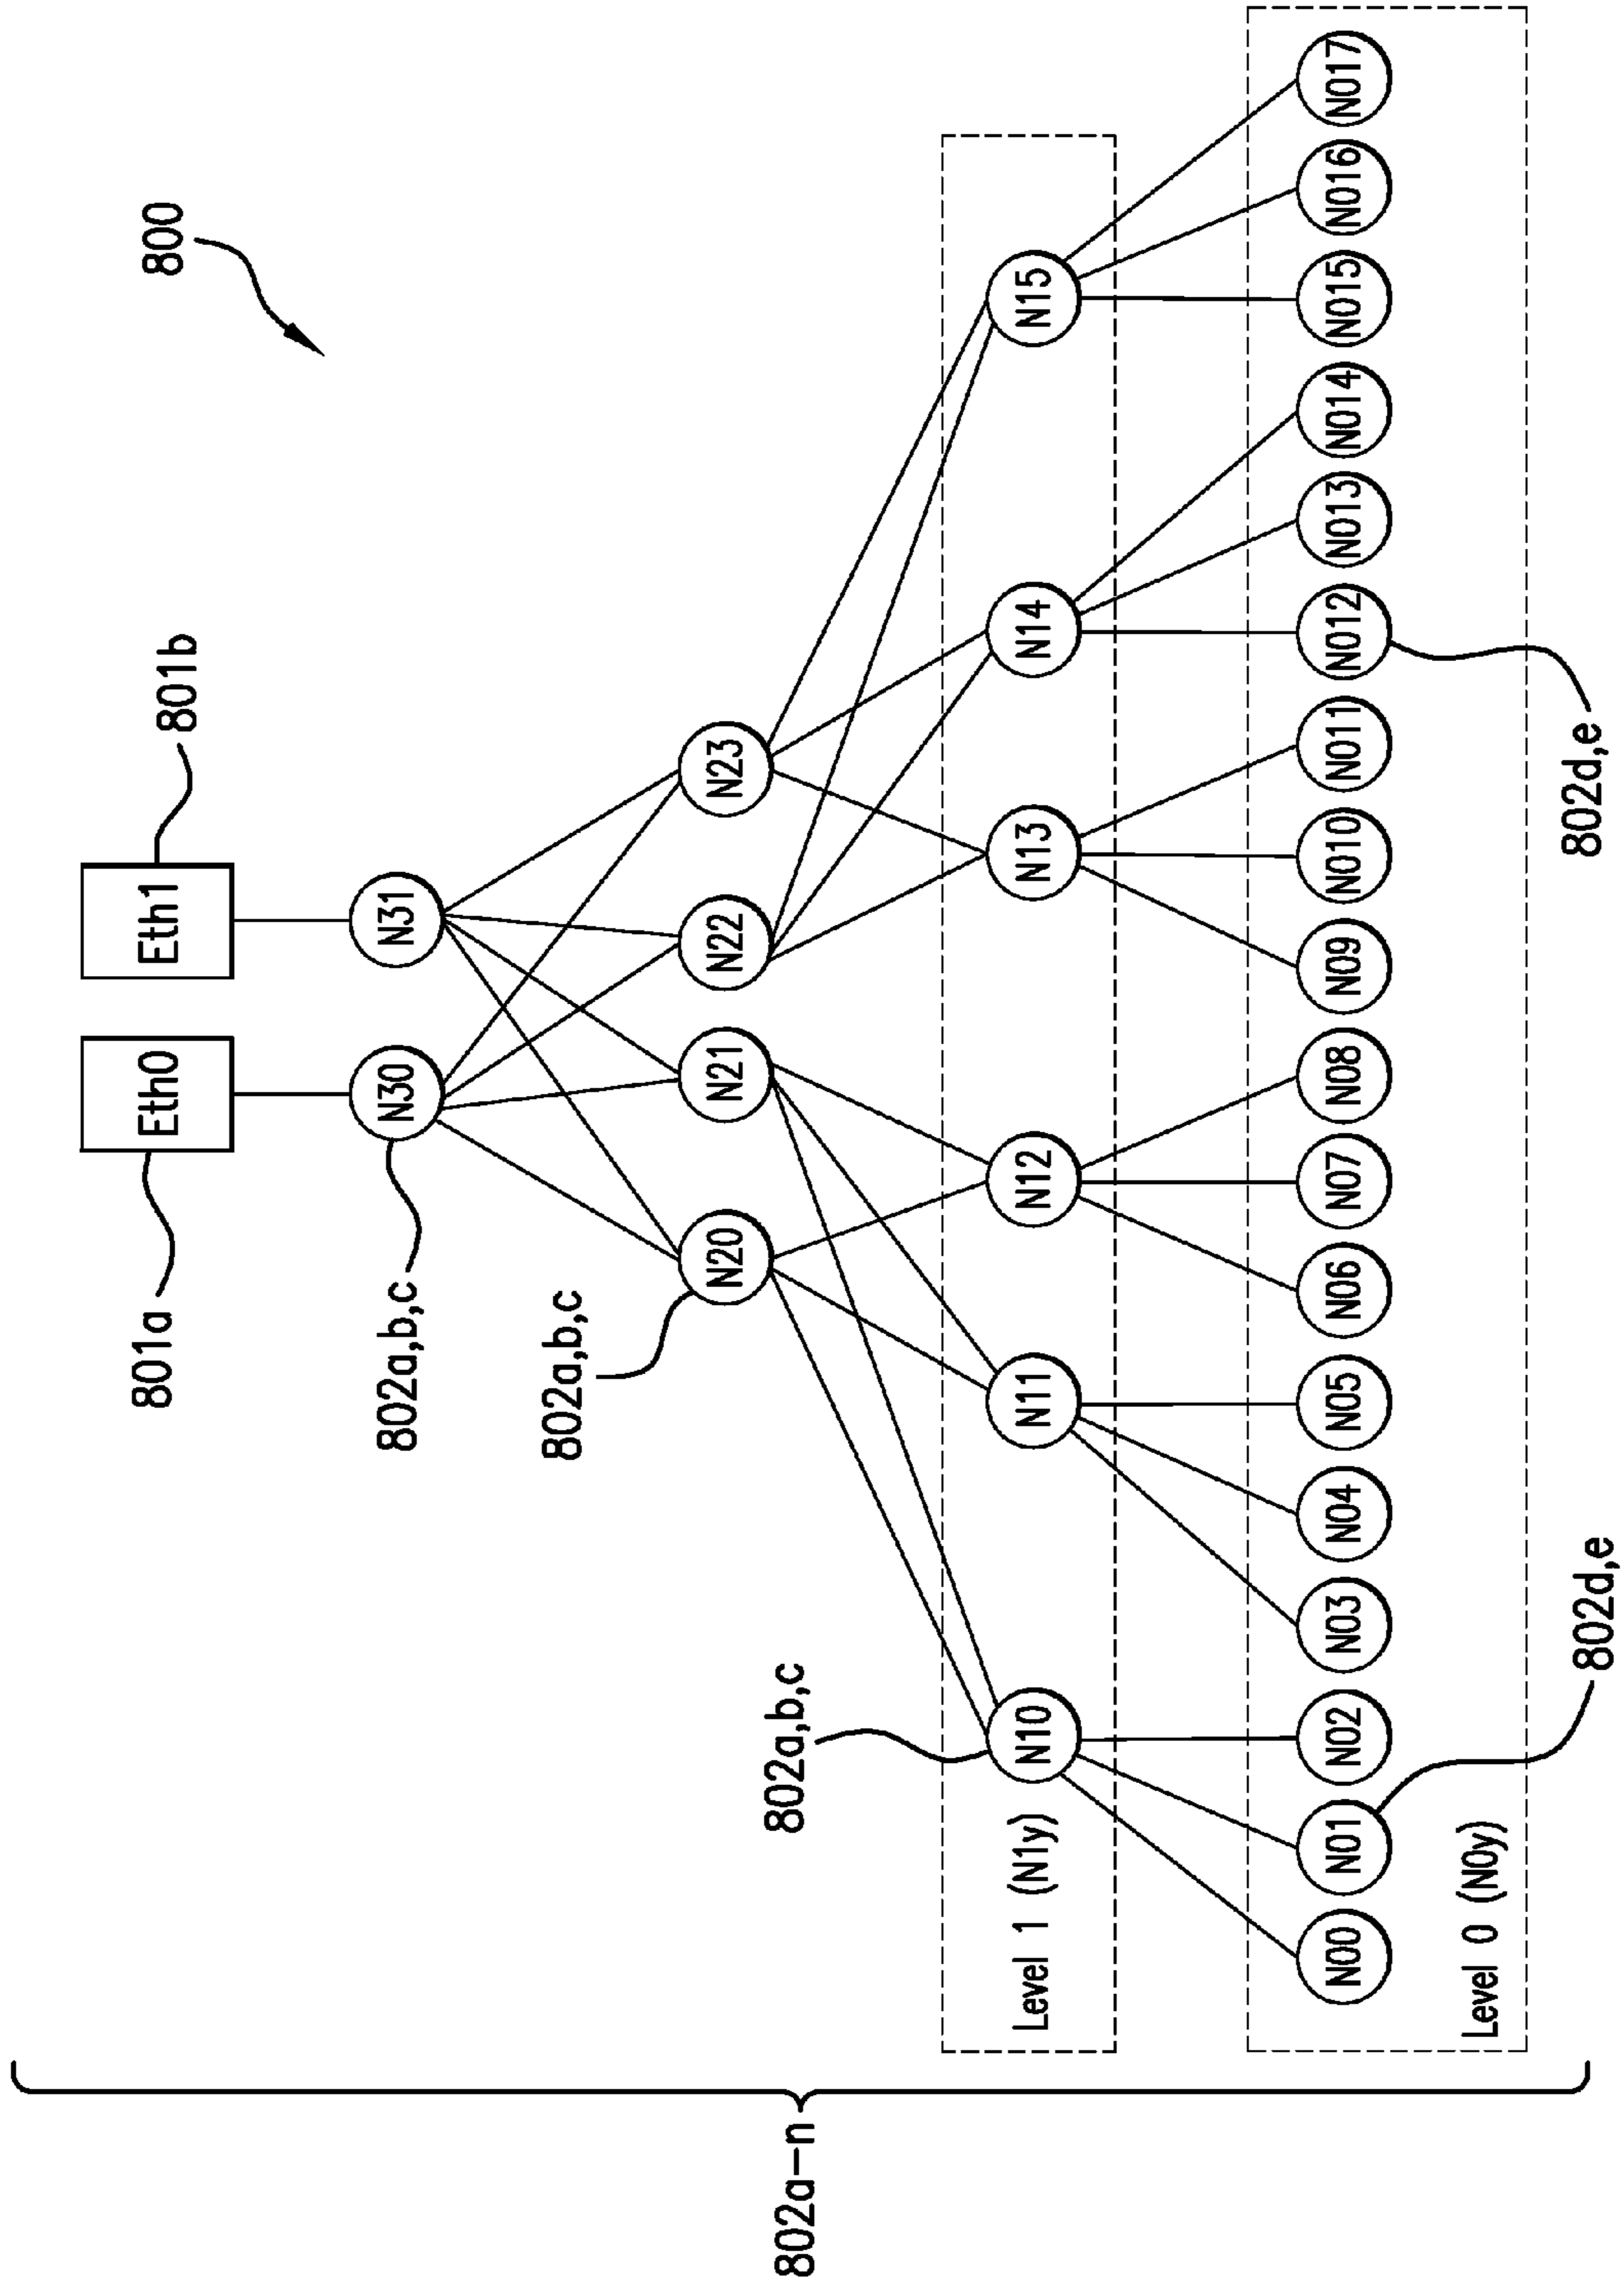 800
801a
Eth0
Eth1
801b
802a,b,c
N30
N31
802a,b,c
N20
N21
N22
N23
802a-n
802a,b,c
Level 1 (N1y)
N10
N11
N12
N13
N14
N15
N00
N01
N02
N03
N04
N05
N06
N07
N08
N09
N010
N011
N012
N013
N014
N015
N016
N017
Level 0 (N0y)
802d,e
802d,e